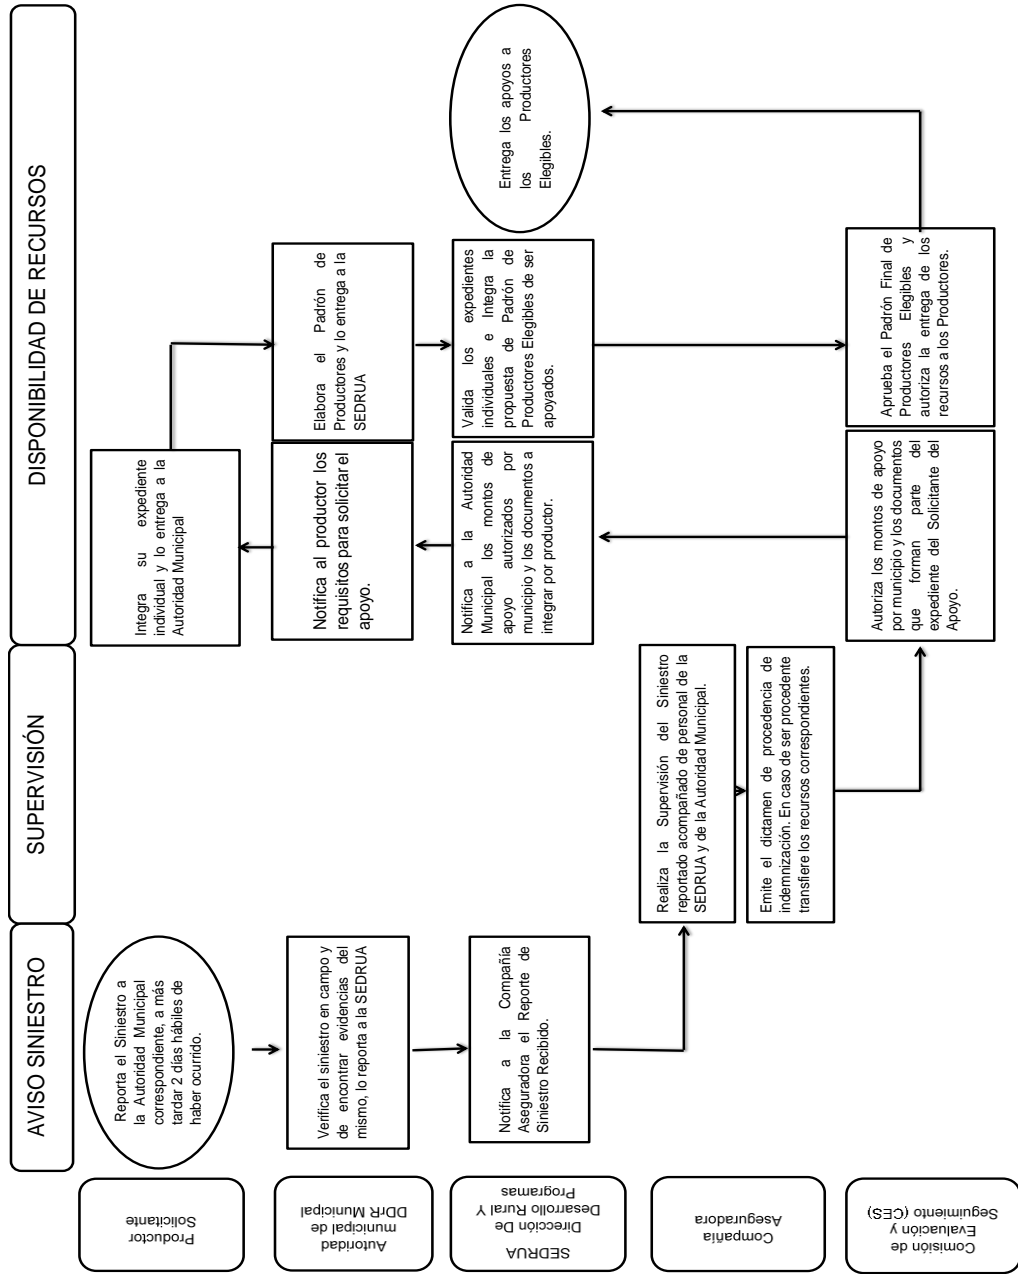 AVISO SINIESTRO
SUPERVISIÓN
DISPONIBILIDAD DE RECURSOS
Productor
Solicitante
Reporta el Siniestro a
la Autoridad Municipal
correspondiente, a más
tardar 2 días hábiles de
haber ocurrido.
Integra su expediente
individual y lo entrega a la
Autoridad Municipal
Autoridad
municipal de
DDrR Municipal
Verifica el siniestro en campo y
de encontrar evidencias del
mismo, lo reporta a la SEDRUA
Notifica al productor los
requisitos para solicitar el
apoyo.
Elabora el Padrón de
Productores y lo entrega a la
SEDRUA
SEDRUA
Dirección De
Desarrollo Rural Y
Programas
Notifica a la Compañía
Aseguradora el Reporte de
Siniestro Recibido.
Notifica a la Autoridad
Municipal los montos de
apoyo autorizados por
municipio y los documentos a
integrar por productor.
Valida los expedientes
individuales e Integra la
propuesta de Padrón de
Productores Elegibles de ser
apoyados.
Entrega los apoyos a
los Productores
Elegibles.
Compañía
Aseguradora
Realiza la Supervisión del Siniestro
reportado acompañado de personal de la
SEDRUA y de la Autoridad Municipal.
Emite el dictamen de procedencia de
indemnización. En caso de ser procedente
transfiere los recursos correspondientes.
Comisión de
Evaluación y
Seguimiento (CES)
Autoriza los montos de apoyo
por municipio y los documentos
que forman parte del
expediente del Solicitante del
Apoyo.
Aprueba el Padrón Final de
Productores Elegibles y
autoriza la entrega de los
recursos a los Productores.